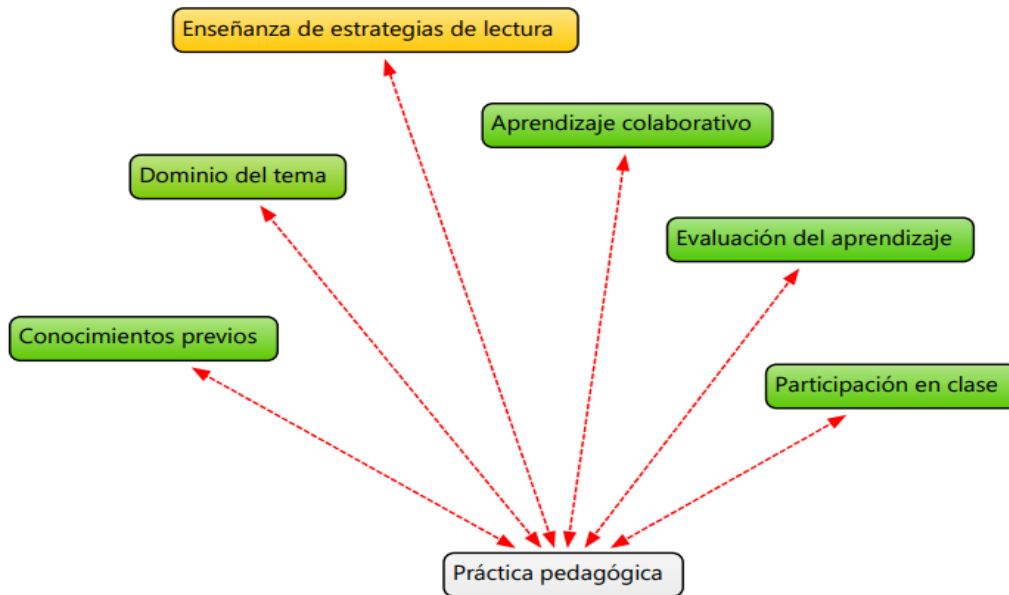 Enseñanza de estrategias de lectura
Aprendizaje colaborativo
Dominio del tema
Evaluación del aprendizaje
Conocimientos previos
Participación en clase
Práctica pedagógica